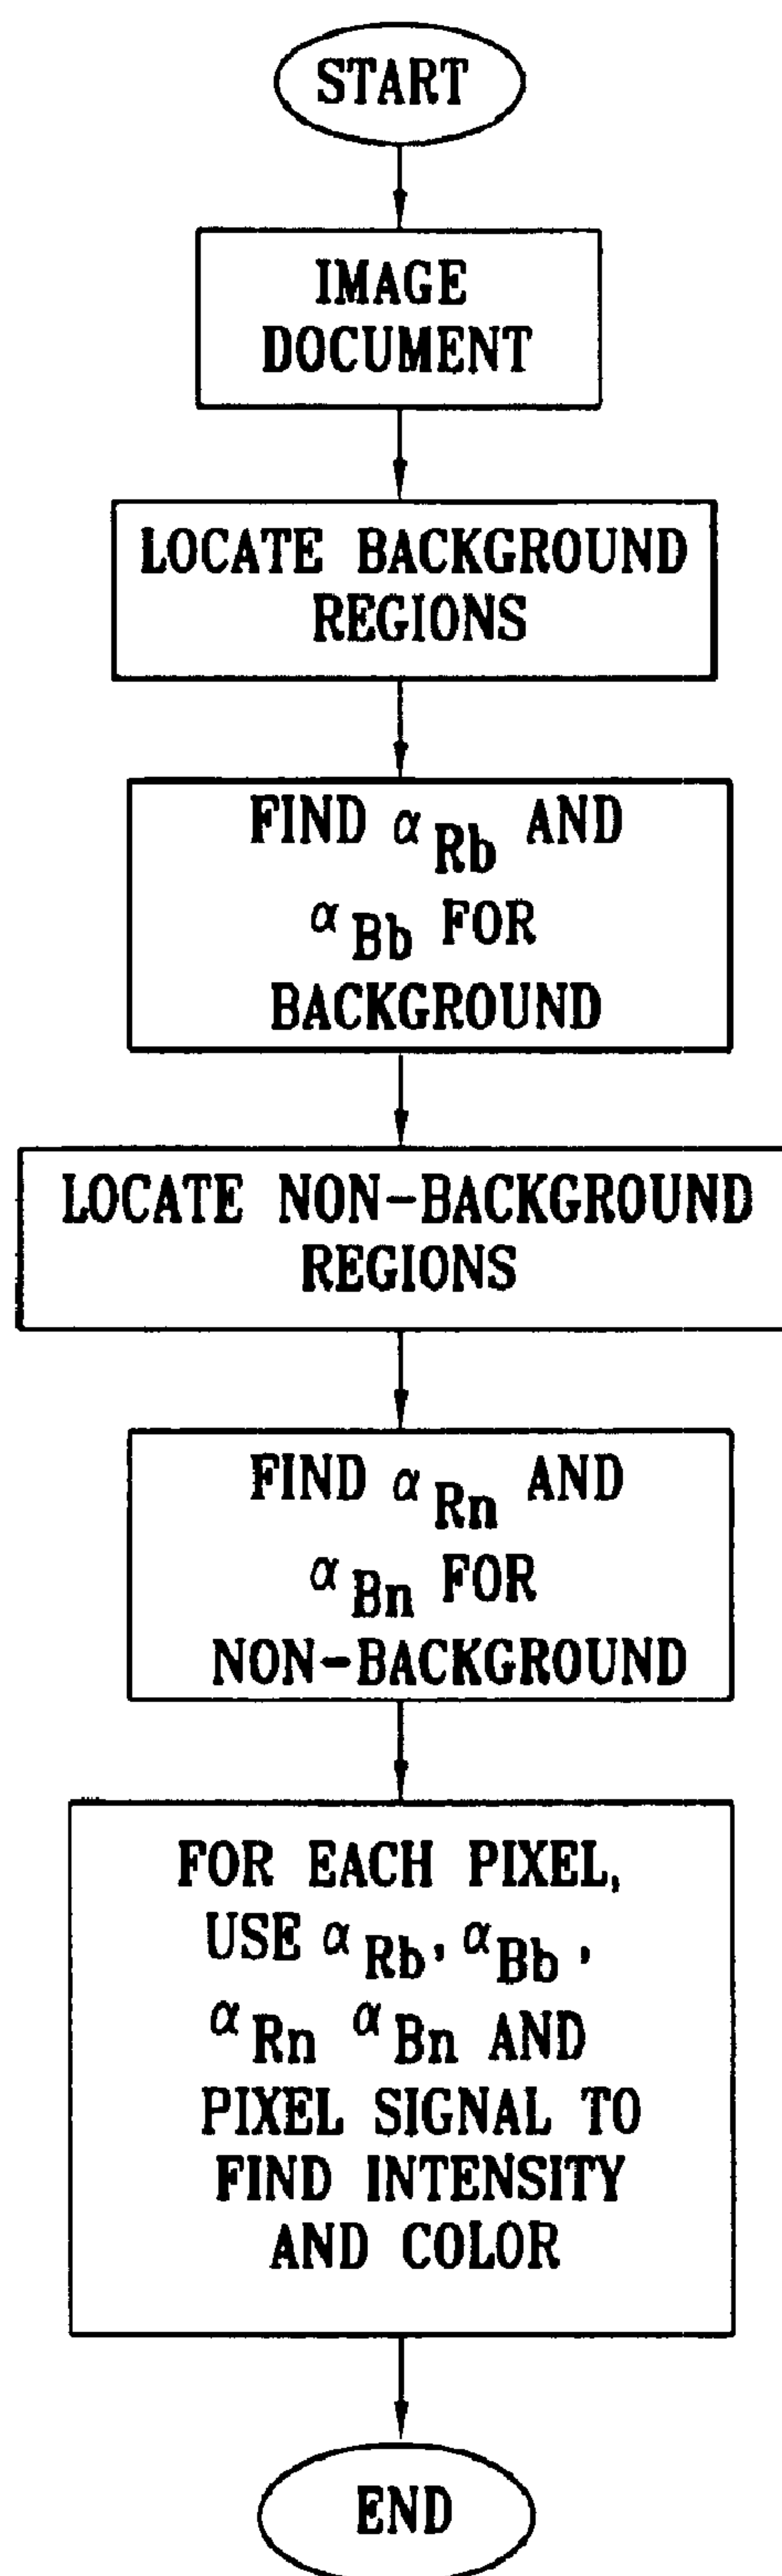 START
IMAGE
DOCUMENT
LOCATE BACKGROUND
REGIONS
FIND α Rb AND
α Bb FOR
BACKGROUND
LOCATE NON-BACKGROUND
REGIONS
FIND α Rn AND
α Bn FOR
NON-BACKGROUND
FOR EACH PIXEL,
USE α Rb, α Bb,
α Rn α Bn AND
PIXEL SIGNAL TO
FIND INTENSITY
AND COLOR
END